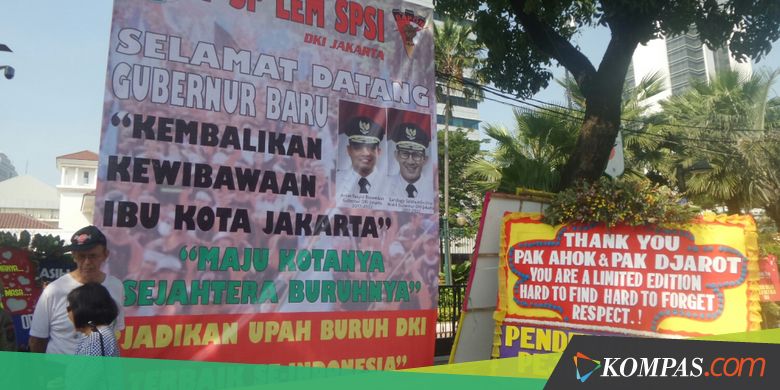 SP LEM SPSI
DKI JAKARTA
SELAMAT DATANG
GUBERNUR BARU
“KEMBALIKAN
KEWIBAWAAN
IBU KOTA JAKARTA”
“MAJU KOTANYA
SEJAHTERA BURUHNYA”
JADIKAN UPAH BURUH DKI
INDONESIA”
THANK YOU
PAK AHOK & PAK DJAROT
YOU ARE A LIMITED EDITION
HARD TO FIND HARD TO FORGET
RESPECT.!
KOMPAS.com